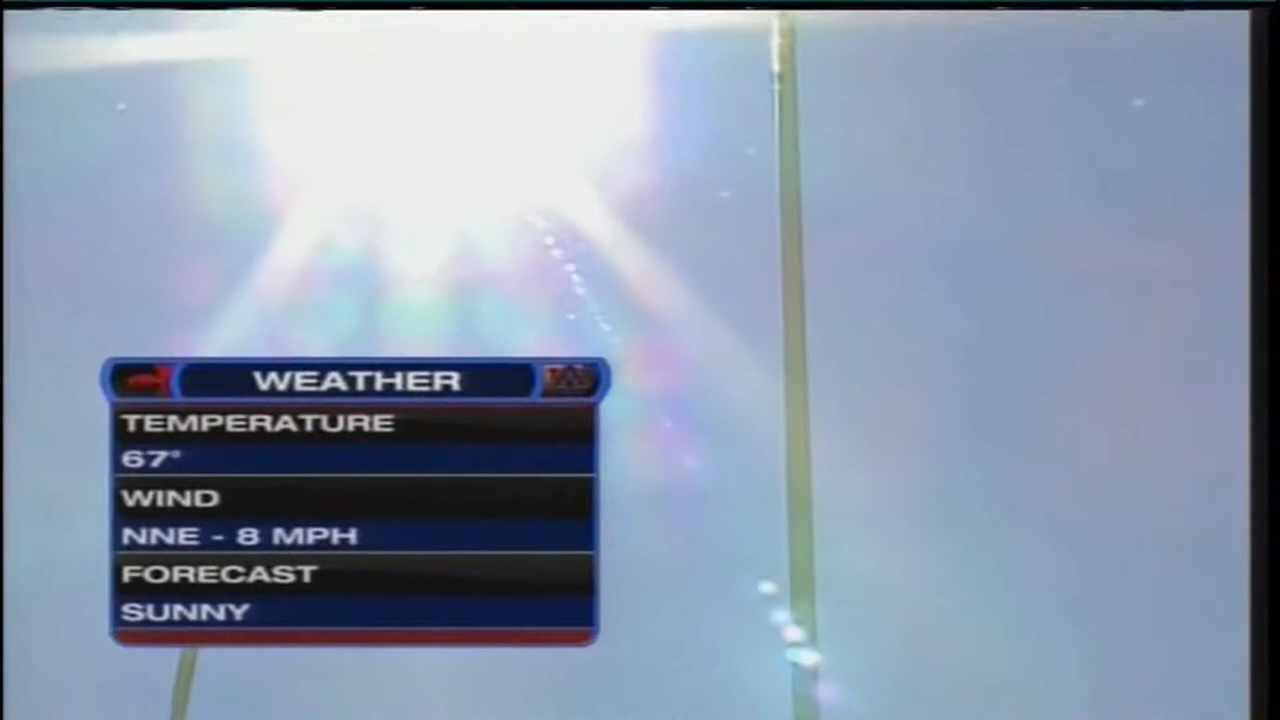 WEATHER
TEMPERATURE
67°
WIND
NNE - 8 MPH
FORECAST
SUNNY